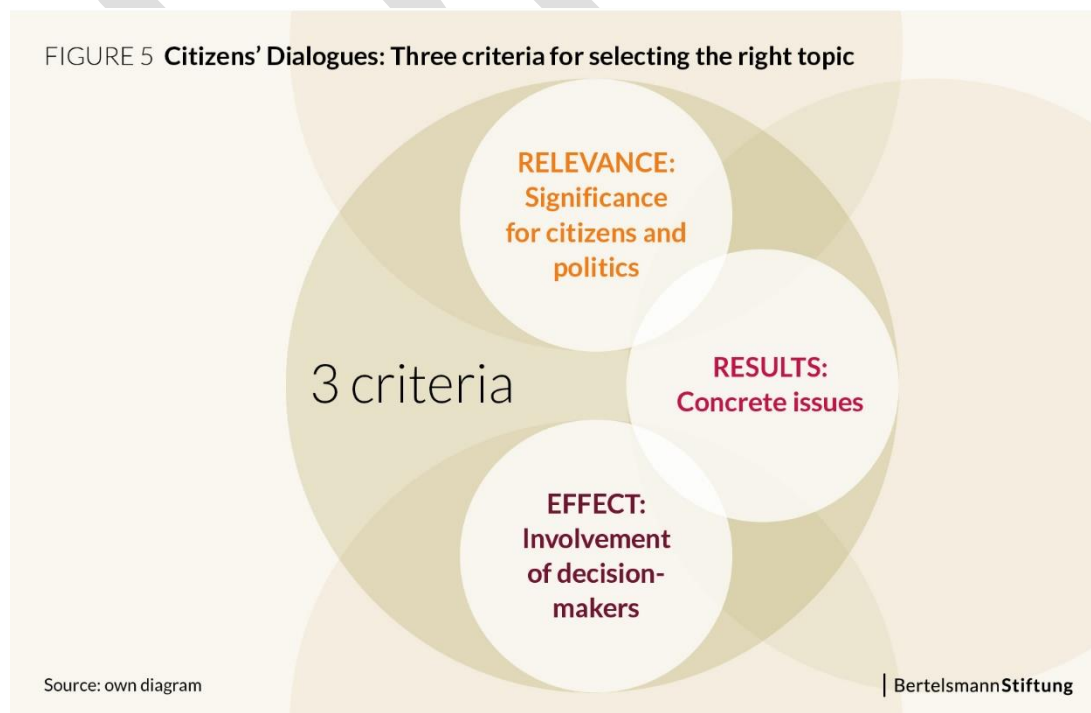 FIGURE 5 Citizens’ Dialogues: Three criteria for selecting the right topic
RELEVANCE:
Significance
for citizens and
politics
3 criteria
RESULTS:
Concrete issues
EFFECT:
Involvement
of decision-
makers
Source: own diagram
BertelsmannStiftung